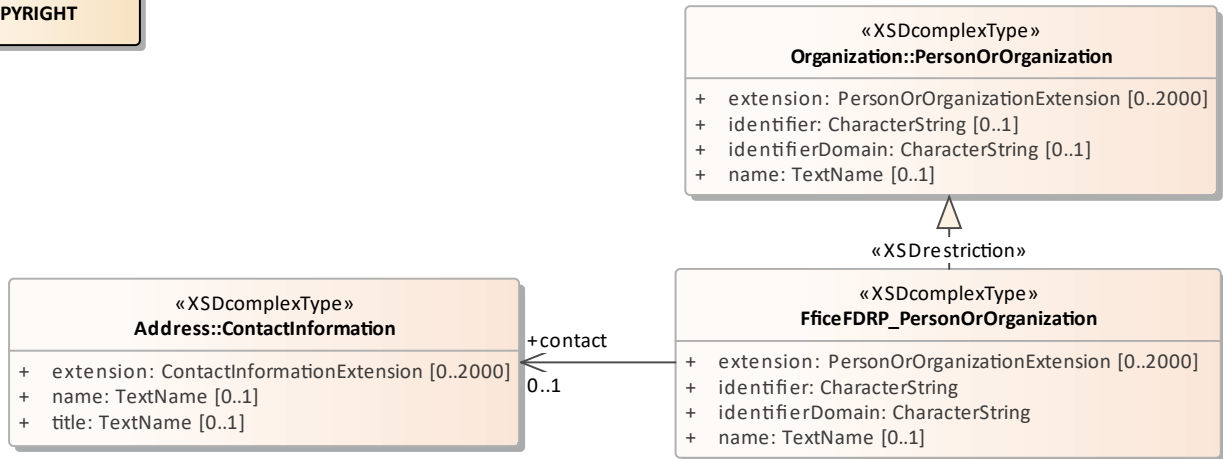 PYRIGHT
«XSDcomplexType»
Organization::PersonOrOrganization
+ extension: PersonOrOrganizationExtension [0..2000]
+ identifier: CharacterString [0..1]
+ identifierDomain: CharacterString [0..1]
+ name: TextName [0..1]
«XSDrestriction»
«XSDcomplexType»
Address::ContactInformation
+ extension: ContactInformationExtension [0..2000]
+ name: TextName [0..1]
+ title: TextName [0..1]
+contact
0..1
«XSDcomplexType»
FficeFDRP_PersonOrOrganization
+ extension: PersonOrOrganizationExtension [0..2000]
+ identifier: CharacterString
+ identifierDomain: CharacterString
+ name: TextName [0..1]